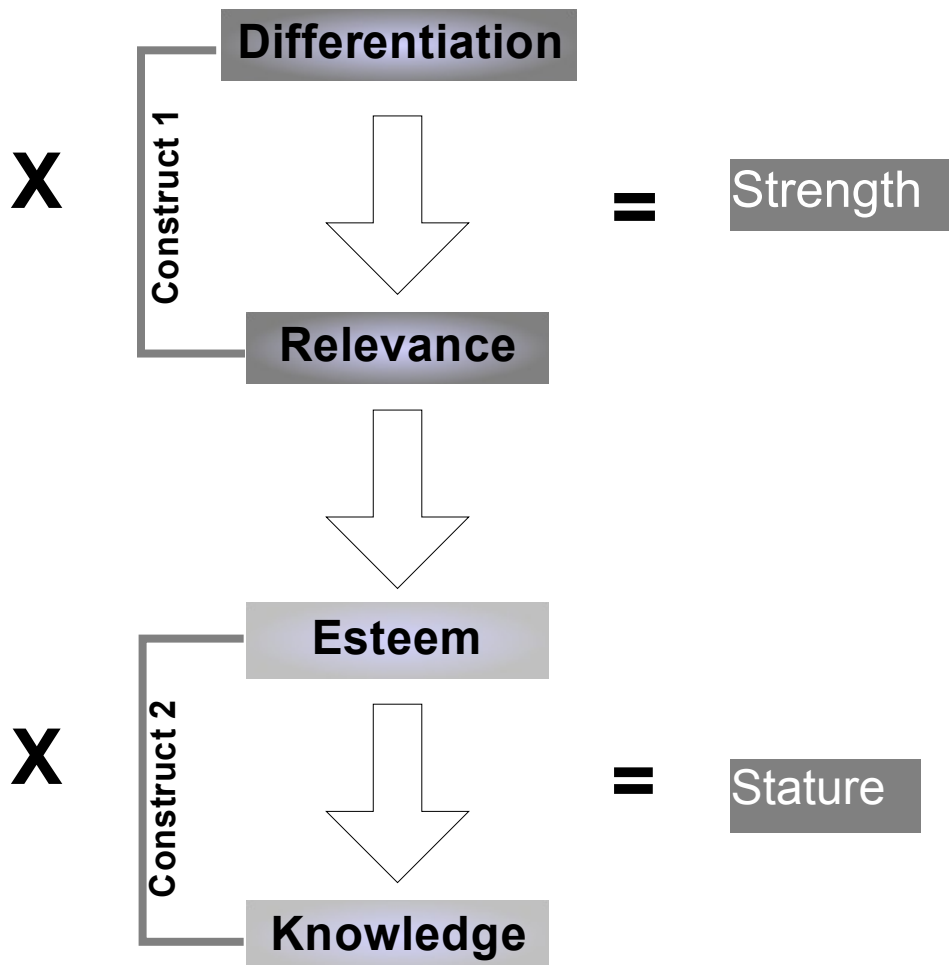 Differentiation
X
Construct 1
=
Strength
Relevance
Esteem
X
Construct 2
=
Stature
Knowledge